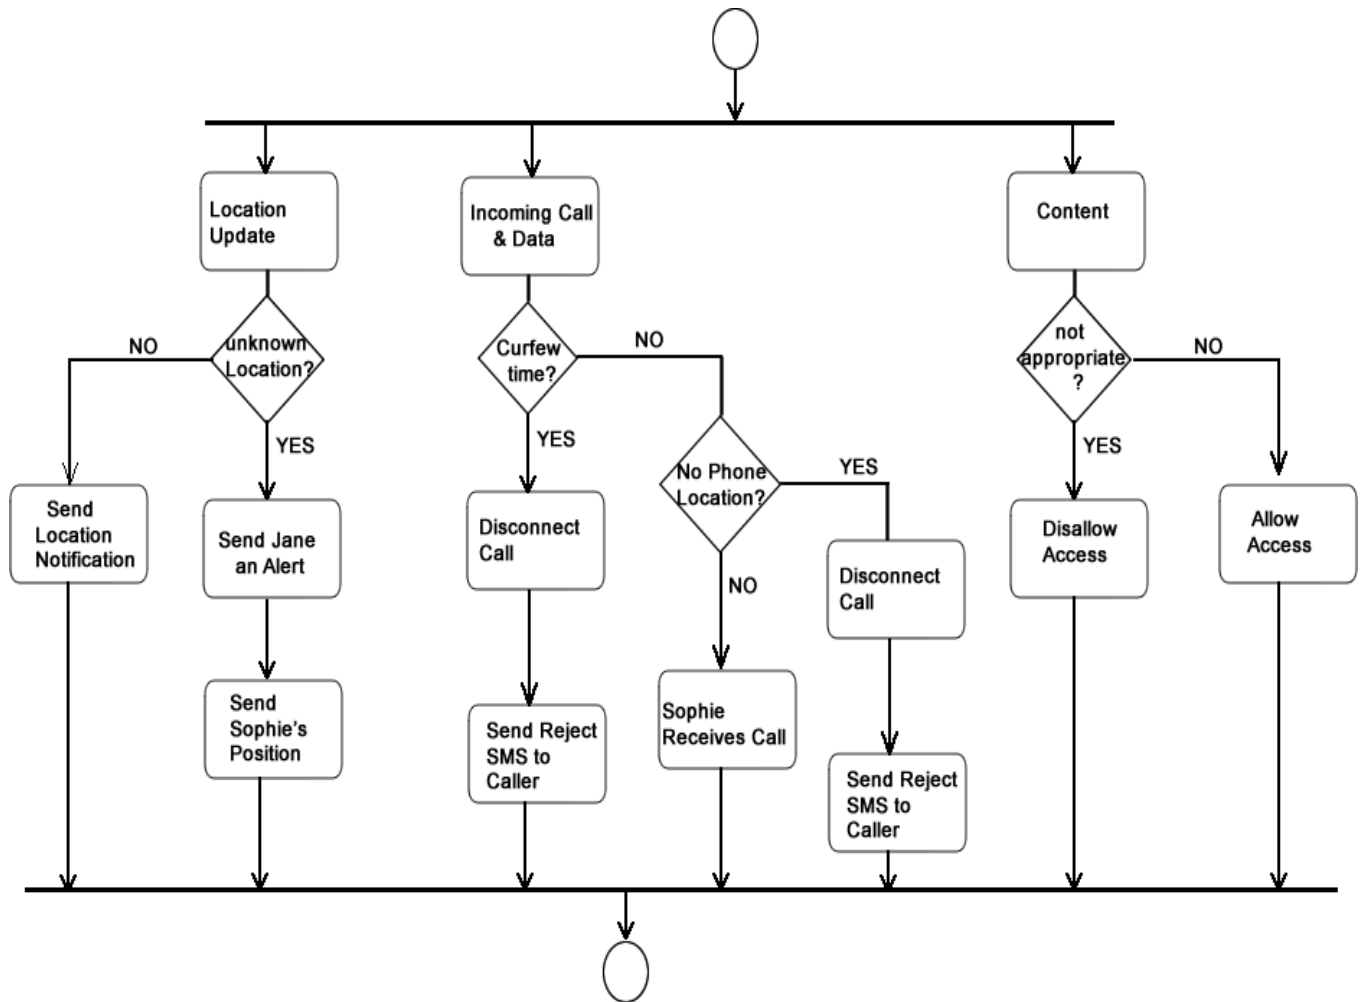 Location
Update
Incoming Call
& Data
Content
NO
unknown
Location?
YES
Curfew
time?
NO
YES
not
appropriate
?
NO
YES
No Phone
Location?
YES
NO
Send
Location
Notification
Send Jane
an Alert
Disconnect
Call
Disconnect
Call
Disallow
Access
Allow
Access
Send
Sophie's
Position
Send Reject
SMS to
Caller
Sophie
Receives Call
Send Reject
SMS to
Caller